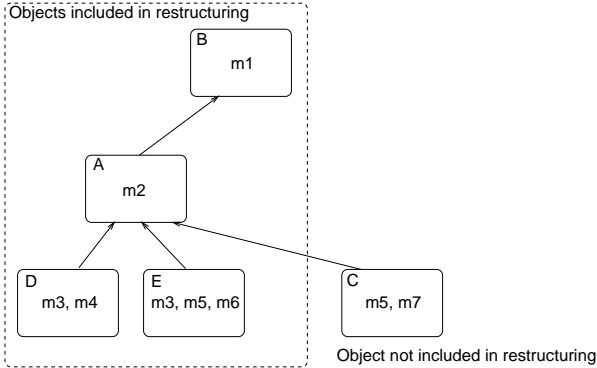 Objects included in restructuring
B
m1
A
m2
D
m3, m4
E
m3, m5, m6
C
m5, m7
Object not included in restructuring